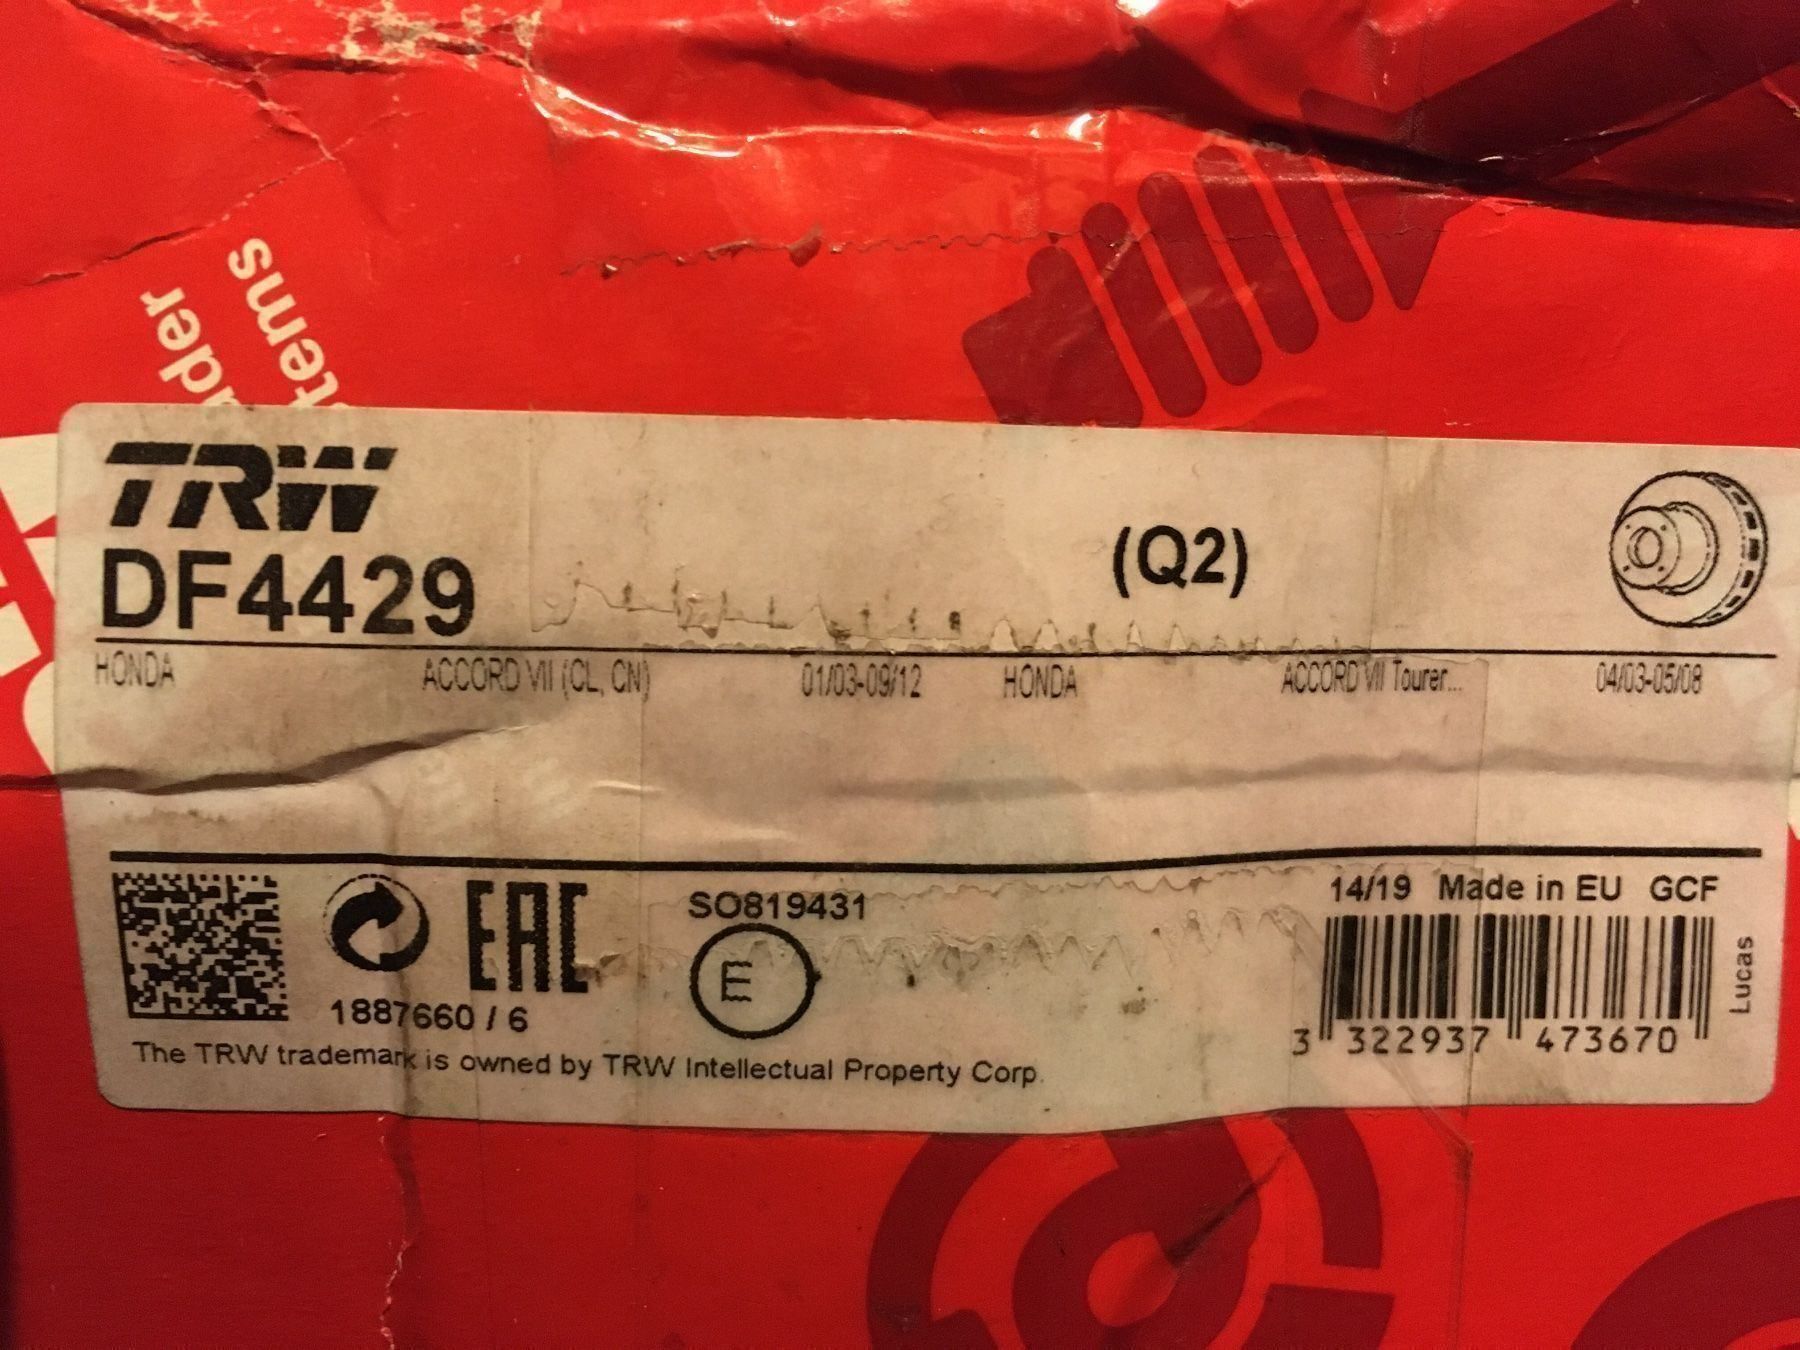 TRW
DF4429
(Q2)
HONDA ACCORD VII (CL, CN) 01/03-09/12 HONDA ACCORD VII Tourer... 04/03-05/08
14/19 Made in EU GCF
EAC
SO819431
E
1887660 / 6
3 322937 473670
Lucas
The TRW trademark is owned by TRW Intellectual Property Corp.